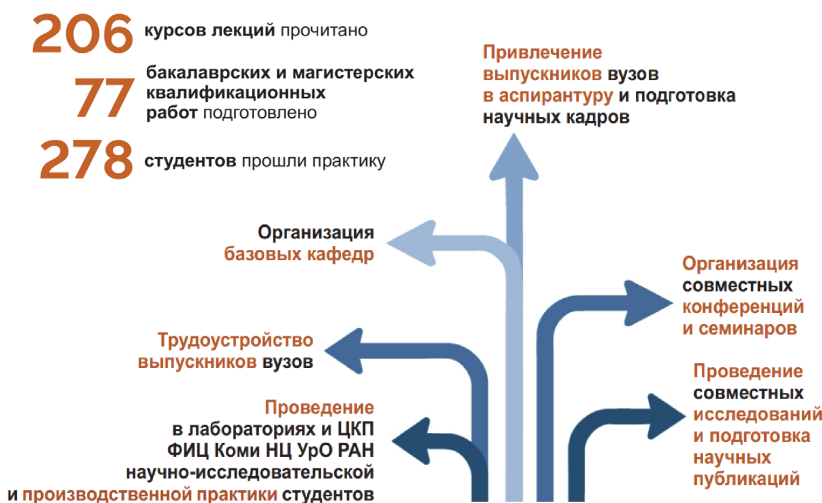 206 курсов лекций прочитано
77 бакалаврских и магистерских
квалификационных
работ подготовлено
278 студентов прошли практику
Привлечение
выпускников вузов
в аспирантуру и подготовка
научных кадров
Организация
базовых кафедр
Организация
совместных
конференций
и семинаров
Трудоустройство
выпускников вузов
Проведение
совместных
исследований
и подготовка
научных
публикаций
Проведение
в лабораториях и ЦКП
ФИЦ Коми НЦ УрО РАН
научно-исследовательской
и производственной практики студентов